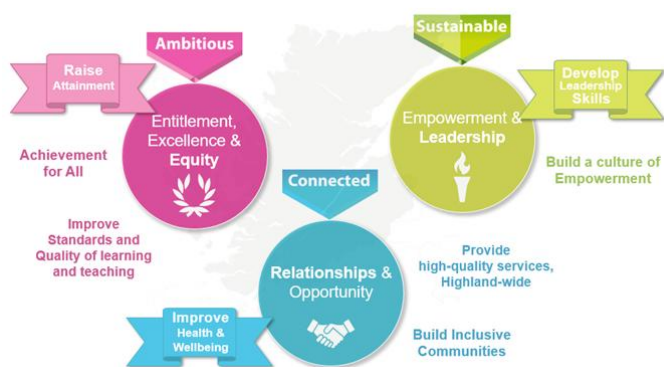 Ambitious
Raise
Attainment
Entitlement,
Excellence &
Equity
Achievement
for All
Improve
Standards and
Quality of learning
and teaching
Sustainable
Develop
Leadership
Skills
Empowerment &
Leadership
Build a culture of
Empowerment
Connected
Relationships &
Opportunity
Improve
Health &
Wellbeing
Provide
high-quality services,
Highland-wide
Build Inclusive
Communities